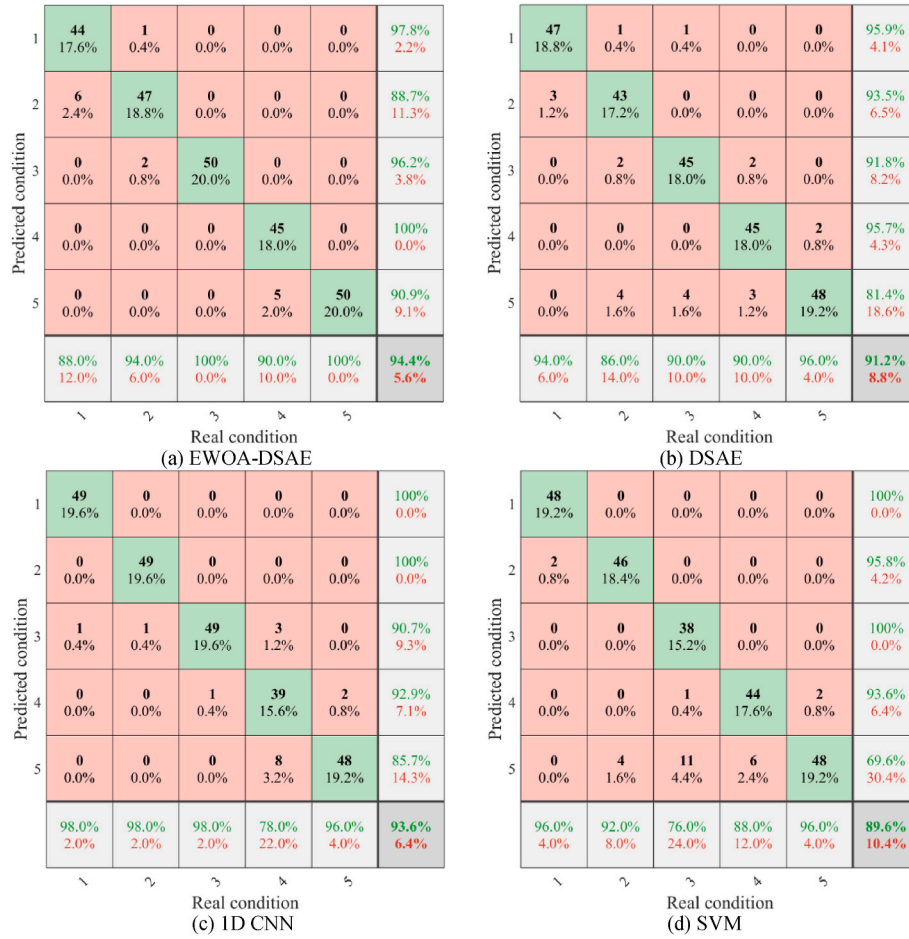 44 1 0 0 0 97.8%
1 17.6% 0.4% 0.0% 0.0% 0.0% 2.2%
6 47 0 0 0 88.7%
2 2.4% 18.8% 0.0% 0.0% 0.0% 11.3%
0 2 50 0 0 96.2%
3 0.0% 0.8% 20.0% 0.0% 0.0% 3.8%
0 0 0 45 0 100%
4 0.0% 0.0% 0.0% 18.0% 0.0% 0.0%
0 0 0 5 50 90.9%
5 0.0% 0.0% 0.0% 2.0% 20.0% 9.1%
88.0% 94.0% 100% 90.0% 100% 94.4%
12.0% 6.0% 0.0% 10.0% 0.0% 5.6%
Predicted condition
1 2 3 4 5
Real condition
(a) EWOA-DSAE
47 1 1 0 0 95.9%
1 18.8% 0.4% 0.4% 0.0% 0.0% 4.1%
3 43 0 0 0 93.5%
2 1.2% 17.2% 0.0% 0.0% 0.0% 6.5%
0 2 45 2 0 91.8%
3 0.0% 0.8% 18.0% 0.8% 0.0% 8.2%
0 0 0 45 2 95.7%
4 0.0% 0.0% 0.0% 18.0% 0.8% 4.3%
0 4 4 3 48 81.4%
5 0.0% 1.6% 1.6% 1.2% 19.2% 18.6%
94.0% 86.0% 90.0% 90.0% 96.0% 91.2%
6.0% 14.0% 10.0% 10.0% 4.0% 8.8%
Predicted condition
1 2 3 4 5
Real condition
(b) DSAE
49 0 0 0 0 100%
1 19.6% 0.0% 0.0% 0.0% 0.0% 0.0%
0 49 0 0 0 100%
2 0.0% 19.6% 0.0% 0.0% 0.0% 0.0%
1 1 49 3 0 90.7%
3 0.4% 0.4% 19.6% 1.2% 0.0% 9.3%
0 0 1 39 2 92.9%
4 0.0% 0.0% 0.4% 15.6% 0.8% 7.1%
0 0 0 8 48 85.7%
5 0.0% 0.0% 0.0% 3.2% 19.2% 14.3%
98.0% 98.0% 98.0% 78.0% 96.0% 93.6%
2.0% 2.0% 2.0% 22.0% 4.0% 6.4%
Predicted condition
1 2 3 4 5
Real condition
(c) 1D CNN
48 0 0 0 0 100%
1 19.2% 0.0% 0.0% 0.0% 0.0% 0.0%
2 46 0 0 0 95.8%
2 0.8% 18.4% 0.0% 0.0% 0.0% 4.2%
0 0 38 0 0 100%
3 0.0% 0.0% 15.2% 0.0% 0.0% 0.0%
0 0 1 44 2 93.6%
4 0.0% 0.0% 0.4% 17.6% 0.8% 6.4%
0 4 11 6 48 69.6%
5 0.0% 1.6% 4.4% 2.4% 19.2% 30.4%
96.0% 92.0% 76.0% 88.0% 96.0% 89.6%
4.0% 8.0% 24.0% 12.0% 4.0% 10.4%
Predicted condition
1 2 3 4 5
Real condition
(d) SVM